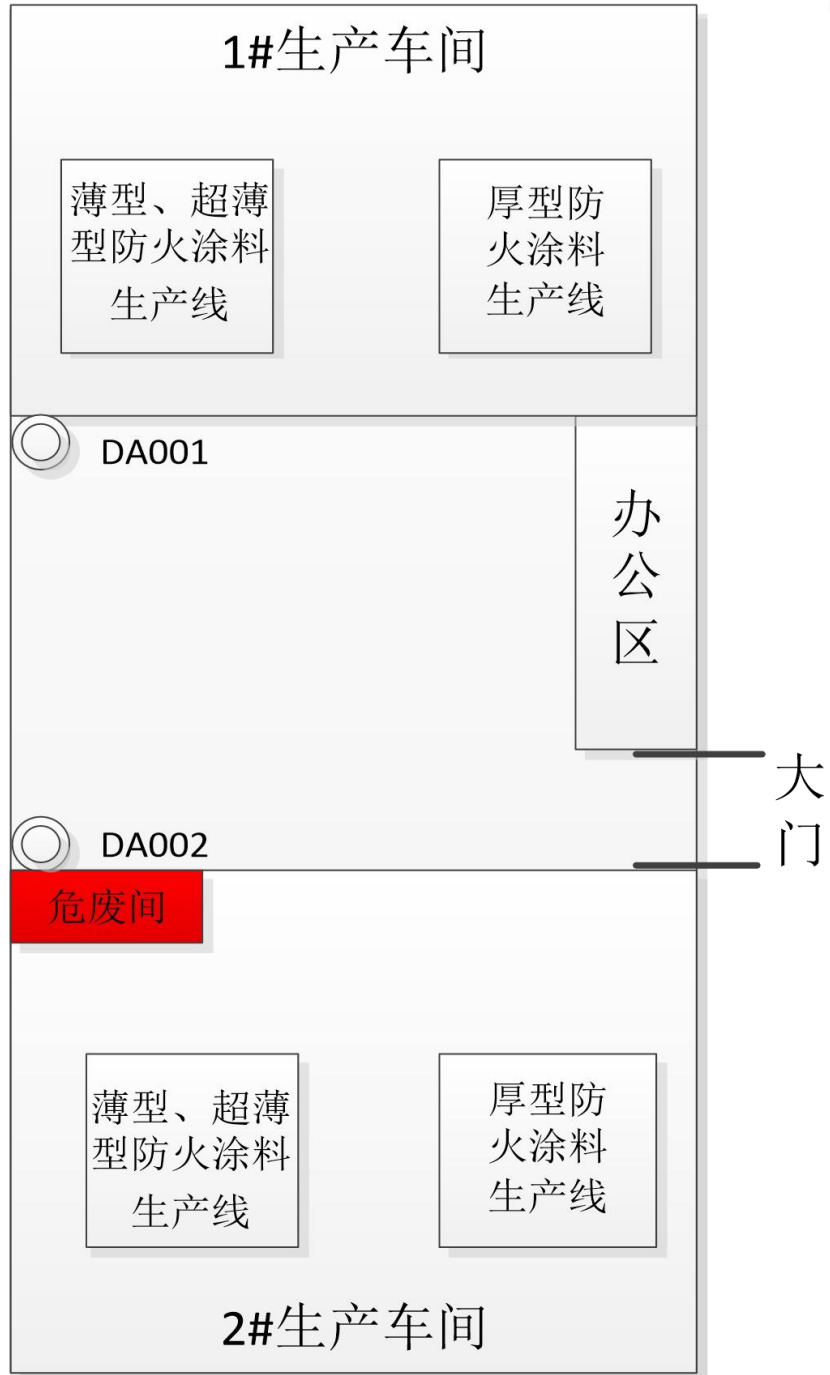 1#生产车间
薄型、超薄
型防火涂料
生产线
厚型防
火涂料
生产线
DA001
办
公
区
大
门
DA002
危废间
薄型、超薄
型防火涂料
生产线
厚型防
火涂料
生产线
2#生产车间